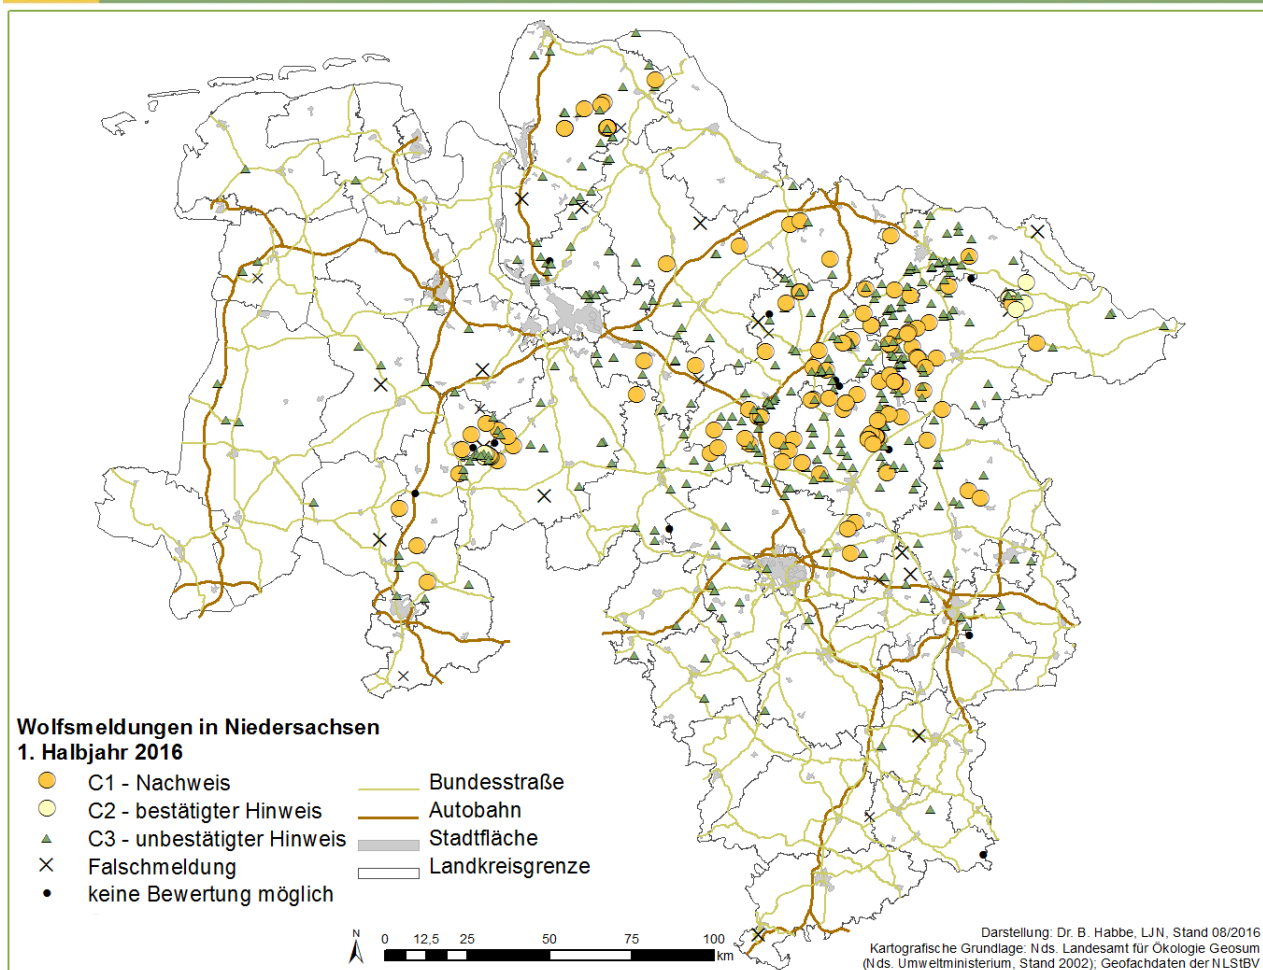 Wolfsmeldungen in Niedersachsen
1. Halbjahr 2016
C1 - Nachweis
C2 - bestätigter Hinweis
C3 - unbestätigter Hinweis
Falschmeldung
keine Bewertung möglich
Bundesstraße
Autobahn
Stadtfläche
Landkreisgrenze
N
0 12,5 25 50 75 100
km
Darstellung: Dr. B. Habbe, LJN, Stand 08/2016
Kartografische Grundlage: Nds. Landesamt für Ökologie Geosum
(Nds. Umweltministerium, Stand 2002); Geofachdaten der NLStBV